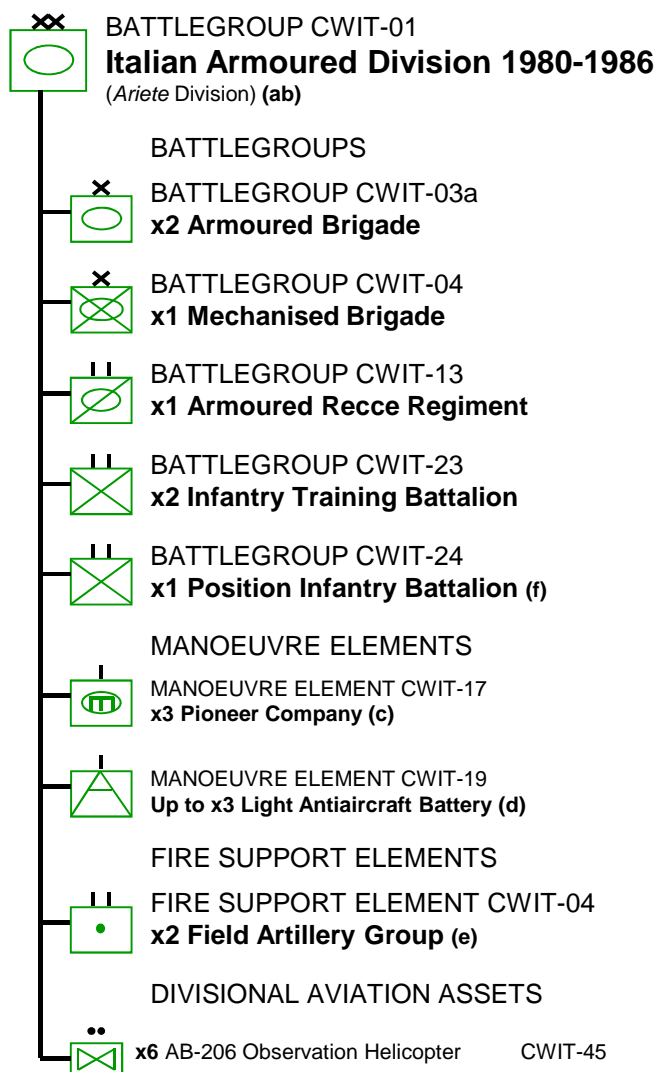 BATTLEGROUP CWIT-01
Italian Armoured Division 1980-1986
(Ariete Division) (ab)
BATTLEGROUPS
BATTLEGROUP CWIT-03a
x2 Armoured Brigade
BATTLEGROUP CWIT-04
x1 Mechanised Brigade
BATTLEGROUP CWIT-13
x1 Armoured Recce Regiment
BATTLEGROUP CWIT-23
x2 Infantry Training Battalion
BATTLEGROUP CWIT-24
x1 Position Infantry Battalion (f)
MANOEUVRE ELEMENTS
MANOEUVRE ELEMENT CWIT-17
x3 Pioneer Company (c)
MANOEUVRE ELEMENT CWIT-19
Up to x3 Light Antiaircraft Battery (d)
FIRE SUPPORT ELEMENTS
FIRE SUPPORT ELEMENT CWIT-04
x2 Field Artillery Group (e)
DIVISIONAL AVIATION ASSETS
x6 AB-206 Observation Helicopter CWIT-45